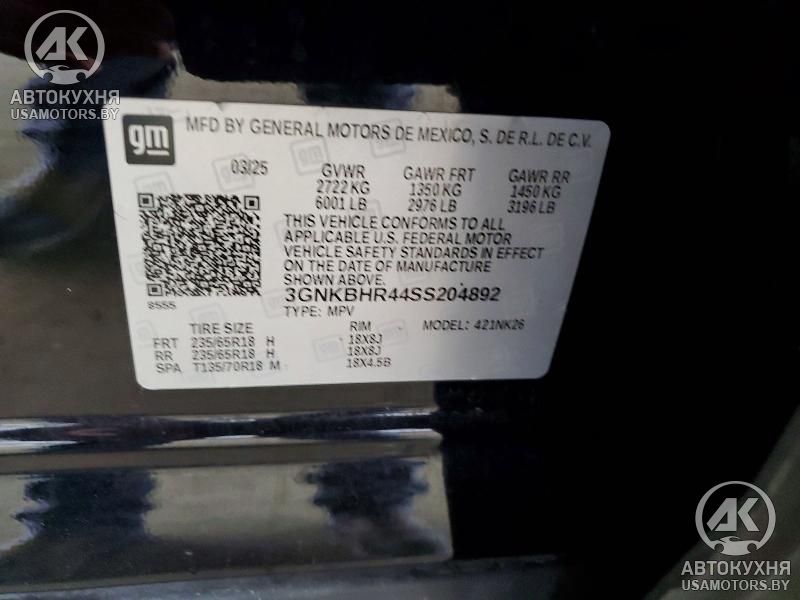 АК
АВТОКУХНЯ
USAMOTORS.BY
gm
MFD BY GENERAL MOTORS DE MEXICO, S. DE R.L. DE C.V.
03/25 GVWR GAWR FRT GAWR RR
2722 KG 1350 KG 1450 KG
6001 LB 2976 LB 3196 LB
THIS VEHICLE CONFORMS TO ALL
APPLICABLE U.S. FEDERAL MOTOR
VEHICLE SAFETY STANDARDS IN EFFECT
ON THE DATE OF MANUFACTURE
SHOWN ABOVE.
8555
3GNKBHR44SS204892
TYPE: MPV
TIRE SIZE RIM MODEL: 421NK26
FRT 235/65R18 H 18X8J
RR 235/65R18 H 18X8J
SPA T135/70R18 M 18X4.5B
АК
АВТОКУХНЯ
USAMOTORS.BY